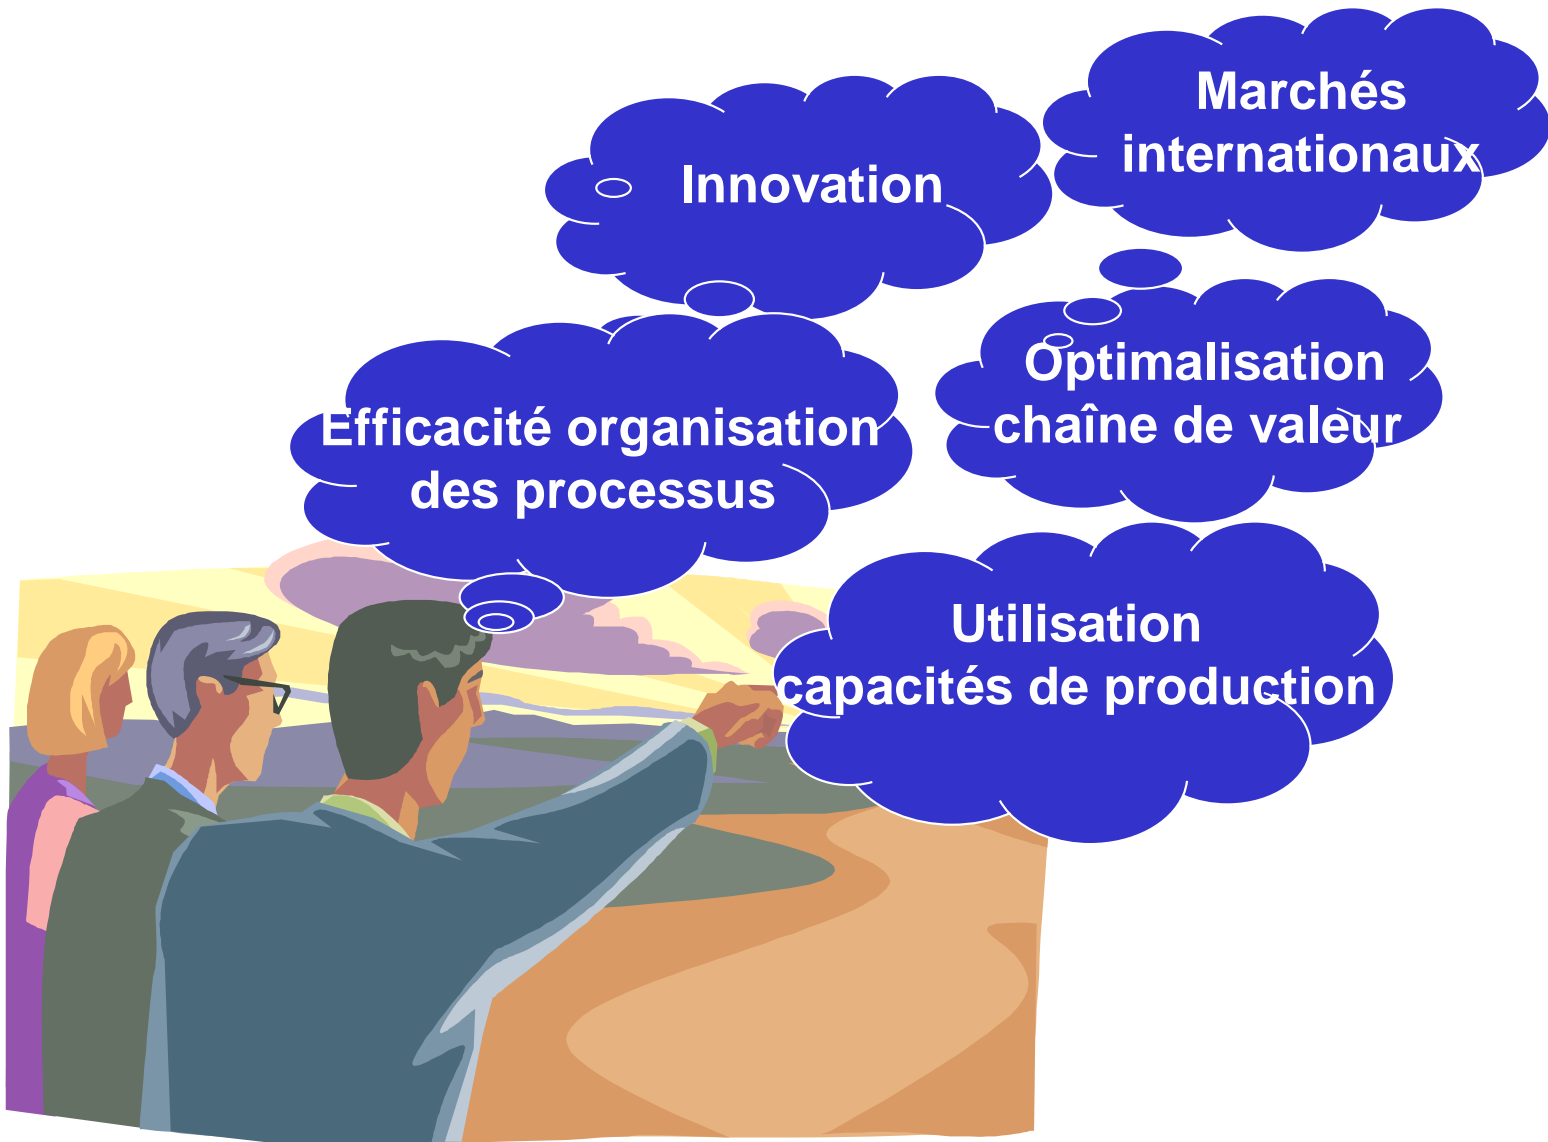 Marchés
internationaux
Innovation
Optimalisation
chaîne de valeur
Efficacité organisation
des processus
Utilisation
capacités de production